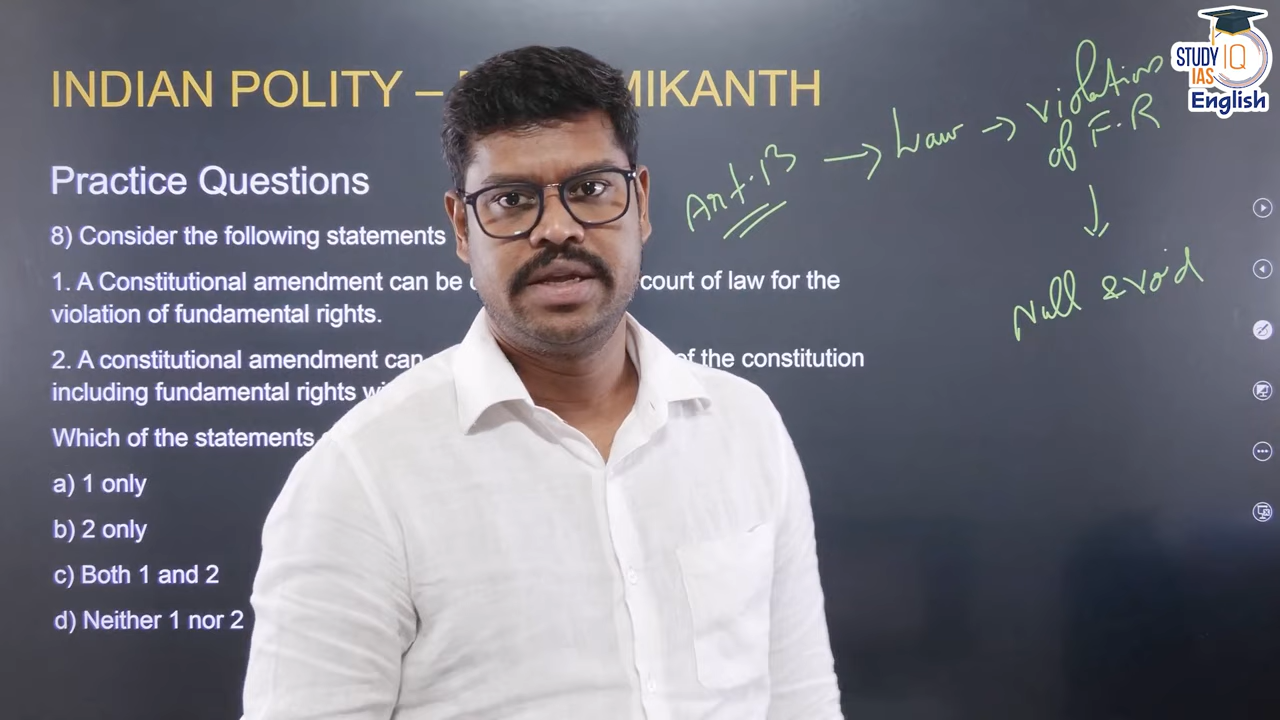 INDIAN POLITY – MIKANTH
STUDY IQ
IAS
English
Art. 13 → Law → violation
of F.R
↓
Null & void
Practice Questions
8) Consider the following statements
1. A Constitutional amendment can be court of law for the
violation of fundamental rights.
2. A constitutional amendment can of the constitution
including fundamental rights
Which of the statements
a) 1 only
b) 2 only
c) Both 1 and 2
d) Neither 1 nor 2